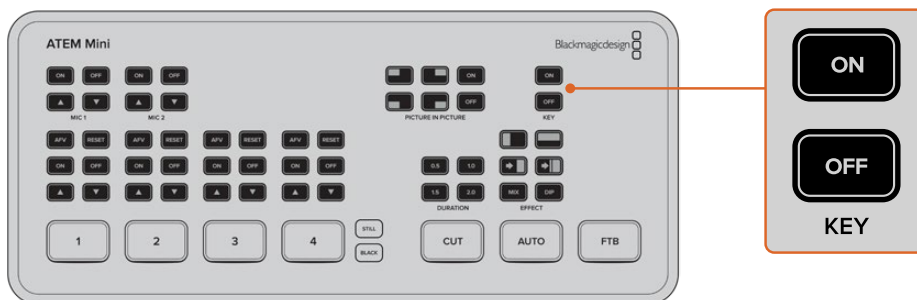 ATEM Mini
Blackmagicdesign
ON OFF ON OFF
MIC 1 MIC 2
ON
OFF
PICTURE IN PICTURE
ON
OFF
KEY
AFV RESET AFV RESET AFV RESET AFV RESET
ON OFF ON OFF ON OFF ON OFF
0.5 1.0
1.5 2.0
DURATION
MIX DIP
EFFECT
1 2 3 4
STILL
BLACK
CUT AUTO FTB
ON
OFF
KEY